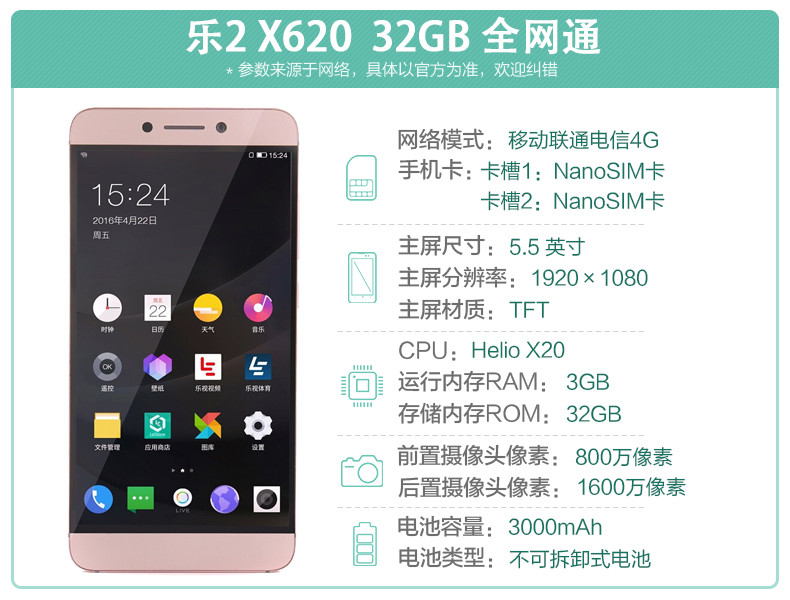 乐2 X620 32GB 全网通
* 参数来源于网络，具体以官方为准，欢迎纠错
15:24
15:24
2016年4月22日
周五
22
时钟 日历 天气 音乐
OK
遥控 壁纸 乐视视频 乐视体育
文件管理 应用商店 图库 设置
LIVE
网络模式：移动联通电信4G
手机卡：卡槽1：NanoSIM卡
卡槽2：NanoSIM卡
主屏尺寸：5.5 英寸
主屏分辨率：1920×1080
主屏材质：TFT
CPU：Helio X20
运行内存RAM：3GB
存储内存ROM：32GB
前置摄像头像素：800万像素
后置摄像头像素：1600万像素
电池容量：3000mAh
电池类型：不可拆卸式电池